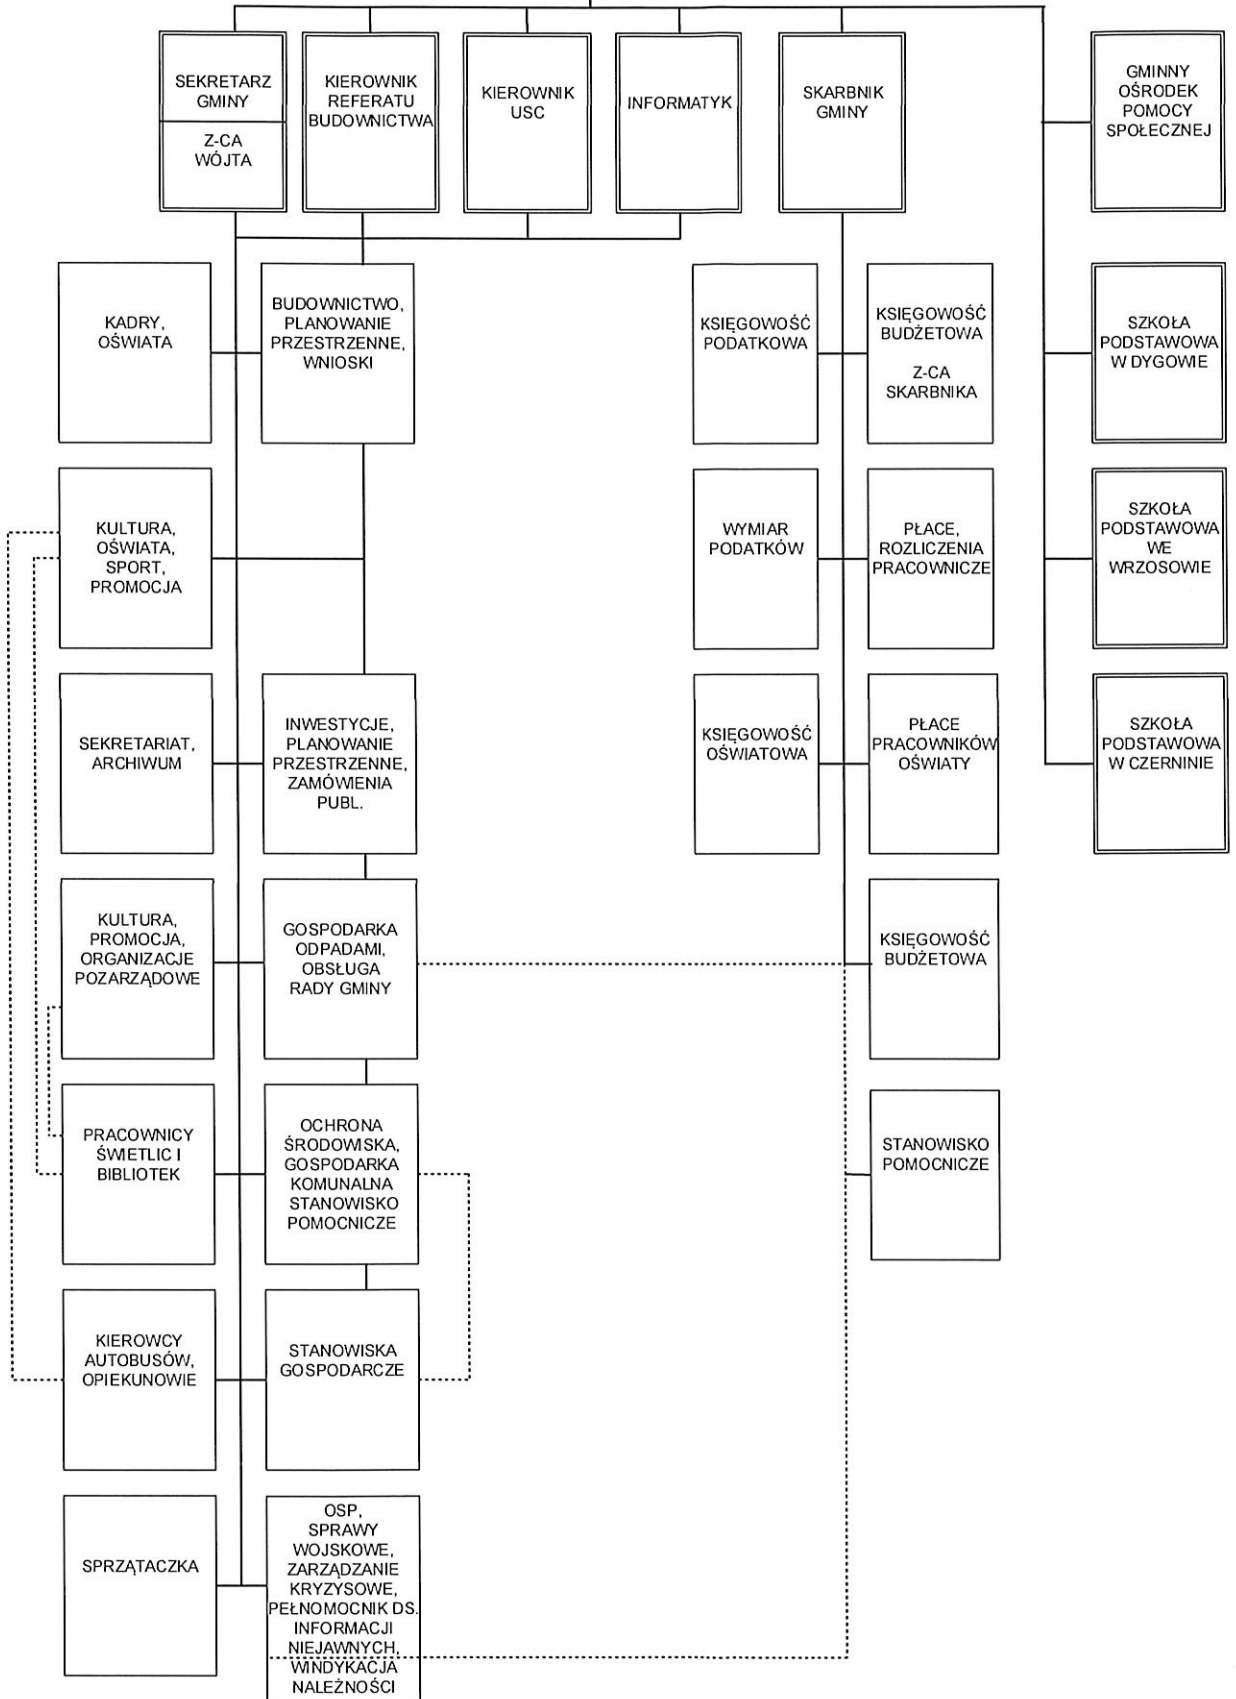 SEKRETARZ
GMINY
Z-CA
WÓJTA
KIEROWNIK
REFERATU
BUDOWNICTWA
KIEROWNIK
USC
INFORMATYK
SKARBNIK
GMINY
GMINNY
OŚRODEK
POMOCY
SPOŁECZNEJ
KADRY,
OŚWIATA
BUDOWNICTWO,
PLANOWANIE
PRZESTRZENNE,
WNIOSKI
KSIĘGOWOŚĆ
PODATKOWA
KSIĘGOWOŚĆ
BUDŻETOWA
Z-CA
SKARBNIKA
SZKOŁA
PODSTAWOWA
W DYGOWIE
KULTURA,
OŚWIATA,
SPORT,
PROMOCJA
WYMIAR
PODATKÓW
PŁACE,
ROZLICZENIA
PRACOWNICZE
SZKOŁA
PODSTAWOWA
WE
WRZOSOWIE
SEKRETARIAT,
ARCHIWUM
INWESTYCJE,
PLANOWANIE
PRZESTRZENNE,
ZAMÓWIENIA
PUBL.
KSIĘGOWOŚĆ
OŚWIATOWA
PŁACE
PRACOWNIKÓW
OŚWIATY
SZKOŁA
PODSTAWOWA
W CZERNINIE
KULTURA,
PROMOCJA,
ORGANIZACJE
POZARZĄDOWE
GOSPODARKA
ODPADAMI,
OBSŁUGA
RADY GMINY
KSIĘGOWOŚĆ
BUDŻETOWA
PRACOWNICY
ŚWIETLIC I
BIBLIOTEK
OCHRONA
ŚRODOWISKA,
GOSPODARKA
KOMUNALNA
STANOWISKO
POMOCNICZE
STANOWISKO
POMOCNICZE
KIEROWCY
AUTOBUSÓW,
OPIEKUNOWIE
STANOWISKA
GOSPODARCZE
SPRZĄTACZKA
OSP,
SPRAWY
WOJSKOWE,
ZARZĄDZANIE
KRYZYSOWE,
PEŁNOMOCNIK DS.
INFORMACJI
NIEJAWNYCH,
WINDYKACJA
NALEŻNOŚCI